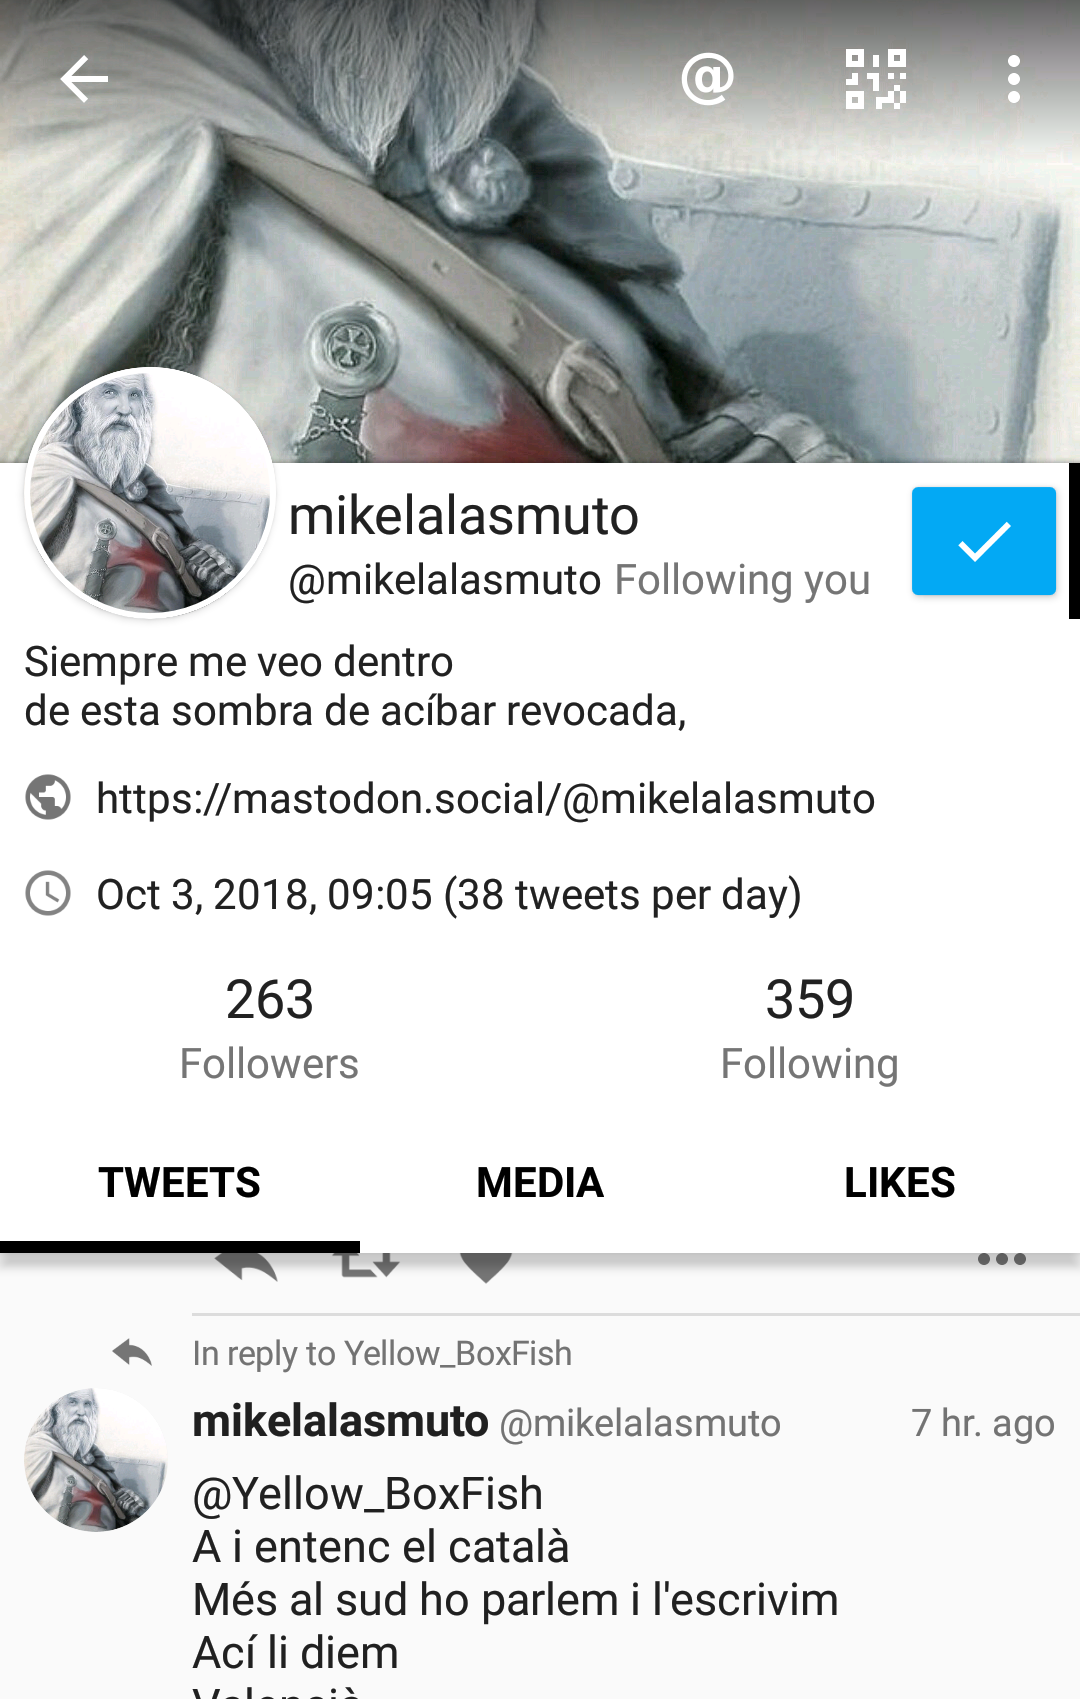 mikelalasmuto
@mikelalasmuto Following you
Siempre me veo dentro
de esta sombra de acíbar revocada,
https://mastodon.social/@mikelalasmuto
Oct 3, 2018, 09:05 (38 tweets per day)
263
Followers
359
Following
TWEETS
MEDIA
LIKES
In reply to Yellow_BoxFish
mikelalasmuto @mikelalasmuto 7 hr. ago
@Yellow_BoxFish
A i entenc el català
Més al sud ho parlem i l'escrivim
Ací li diem